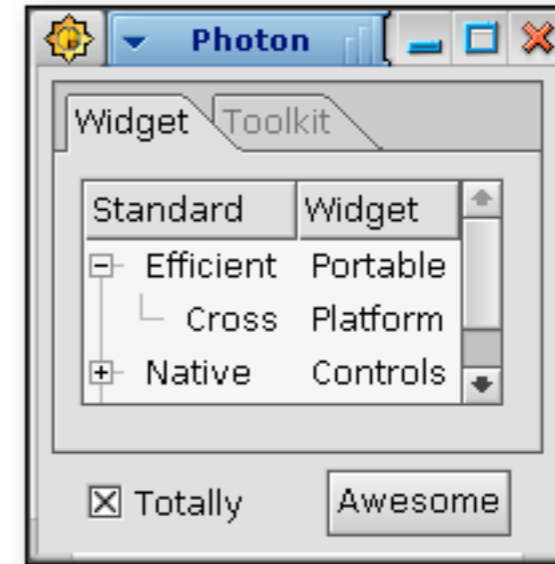 Photon
Widget Toolkit
Standard Widget
Efficient Portable
Cross Platform
Native Controls
Totally Awesome